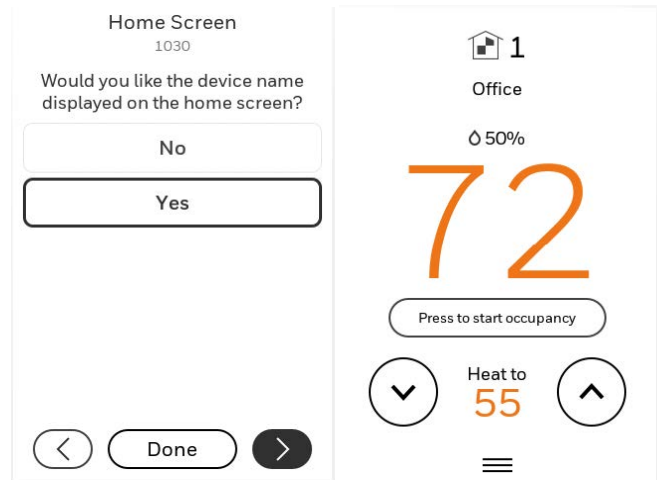 Home Screen
1030
Would you like the device name
displayed on the home screen?
No
Yes
Done
1
Office
50%
72
Press to start occupancy
Heat to
55